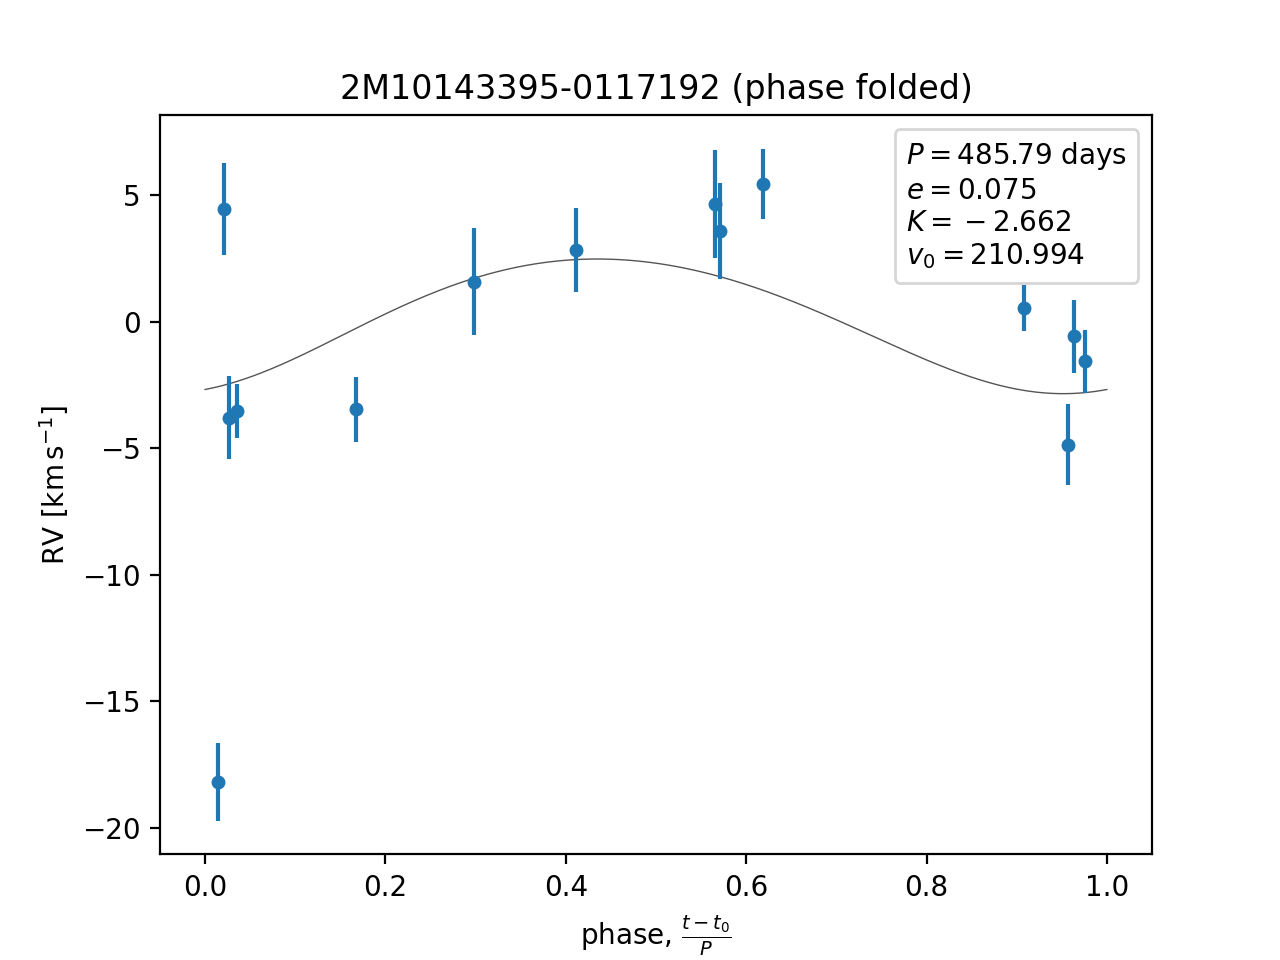 2M10143395-0117192 (phase folded)
P = 485.79 days
e = 0.075
K = −2.662
v₀ = 210.994
RV [km s⁻¹]
5
0
−5
−10
−15
−20
0.0 0.2 0.4 0.6 0.8 1.0
phase, (t − t₀)/P